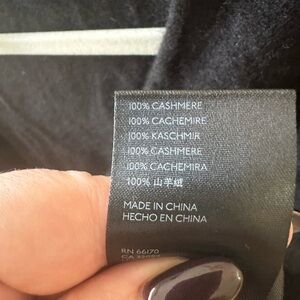 100% CASHMERE
100% CACHEMIRE
100% KASCHMIR
100% CASHMERE
100% CACHEMIRA
100% 山羊绒
MADE IN CHINA
HECHO EN CHINA
RN 66170
CA